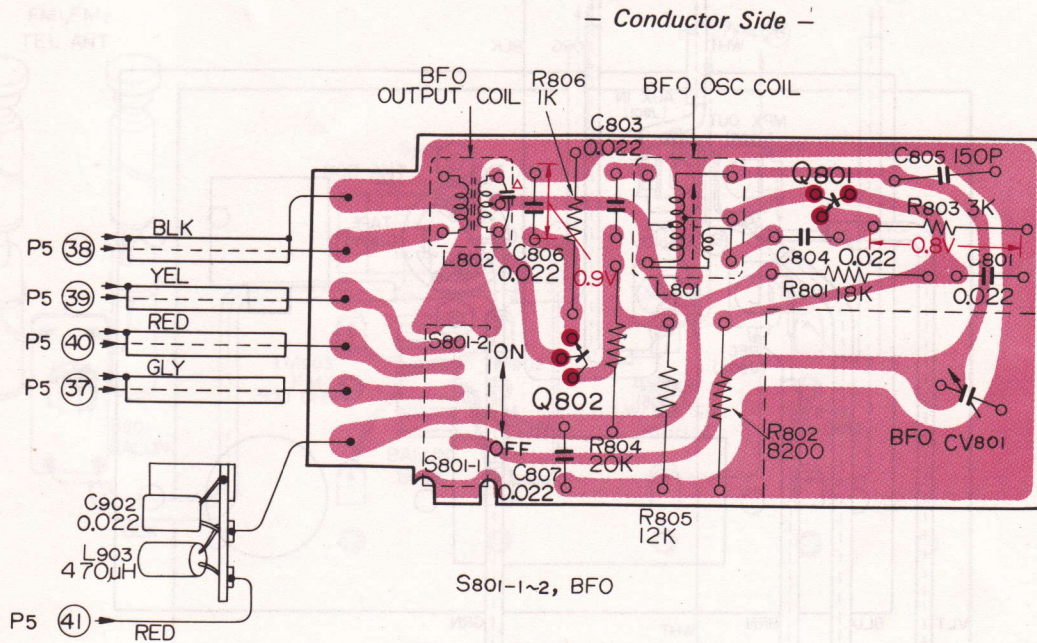 — Conductor Side —
BFO
OUTPUT COIL
R806
1K
BFO OSC COIL
C803
0.022
C805 150P
Q801
R803 3K
0.8V
C801
0.022
C804 0.022
R801 18K
L801
L802
C806
0.022
0.9V
P5 38 BLK
P5 39 YEL
P5 40 RED
P5 37 GLY
S801-2
ON
OFF
S801-1
Q802
R804
20K
C807
0.022
R802
8200
BFO CV801
R805
12K
C902
0.022
L903
470µH
S801-1~2, BFO
P5 41 RED